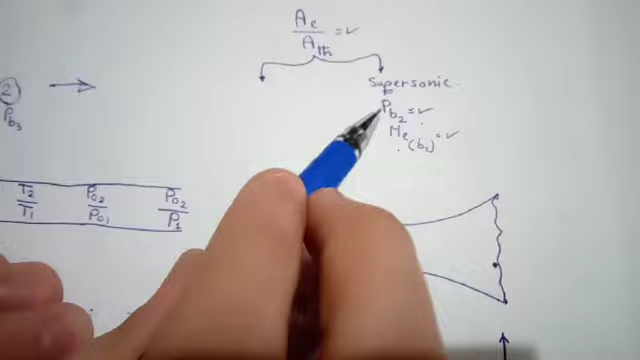 Ae/Ath = ✓
Supersonic
2 →
Pb2 = ✓
Pb3
Me(b2) = ✓
T2/T1 P02/P01 P02/P1